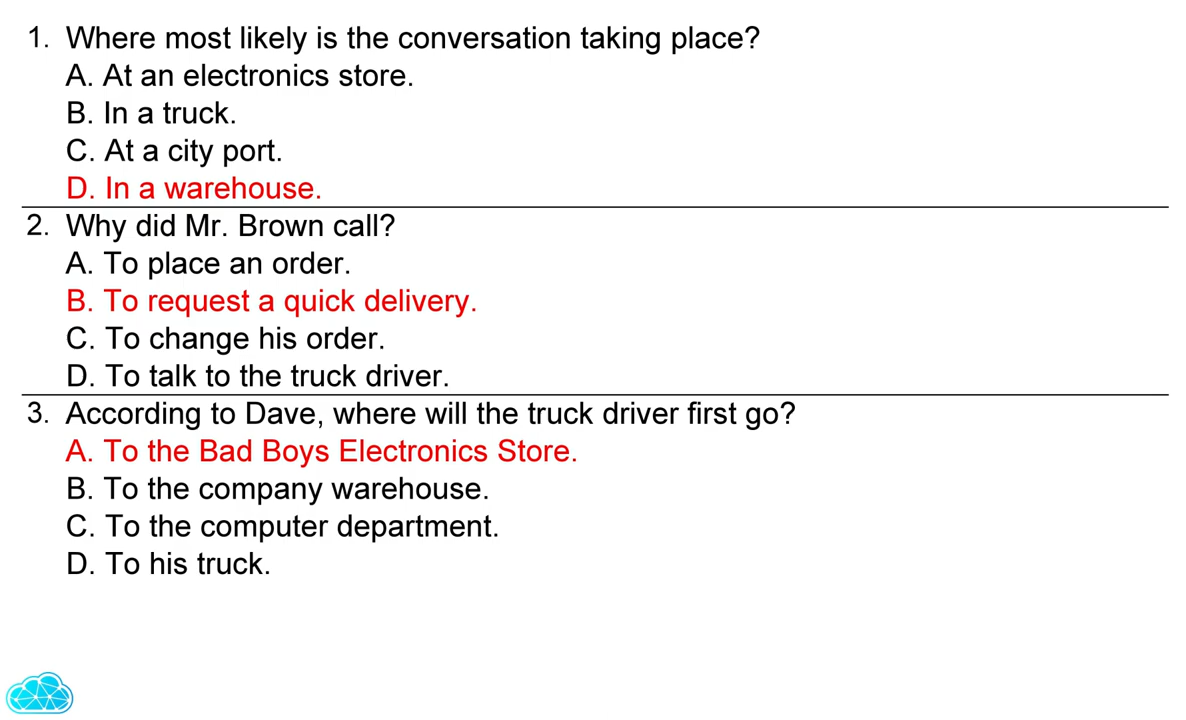 1. Where most likely is the conversation taking place?
A. At an electronics store.
B. In a truck.
C. At a city port.
D. In a warehouse.
2. Why did Mr. Brown call?
A. To place an order.
B. To request a quick delivery.
C. To change his order.
D. To talk to the truck driver.
3. According to Dave, where will the truck driver first go?
A. To the Bad Boys Electronics Store.
B. To the company warehouse.
C. To the computer department.
D. To his truck.